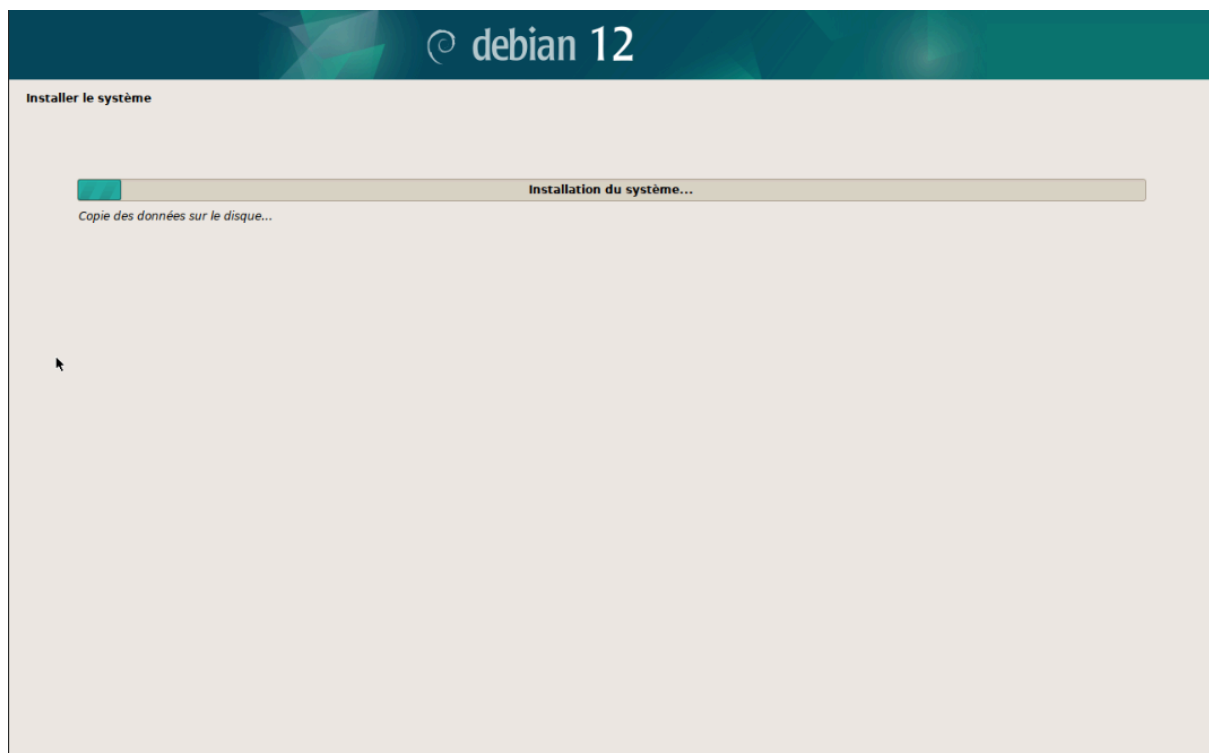 debian 12
Installer le système
Installation du système...
Copie des données sur le disque...